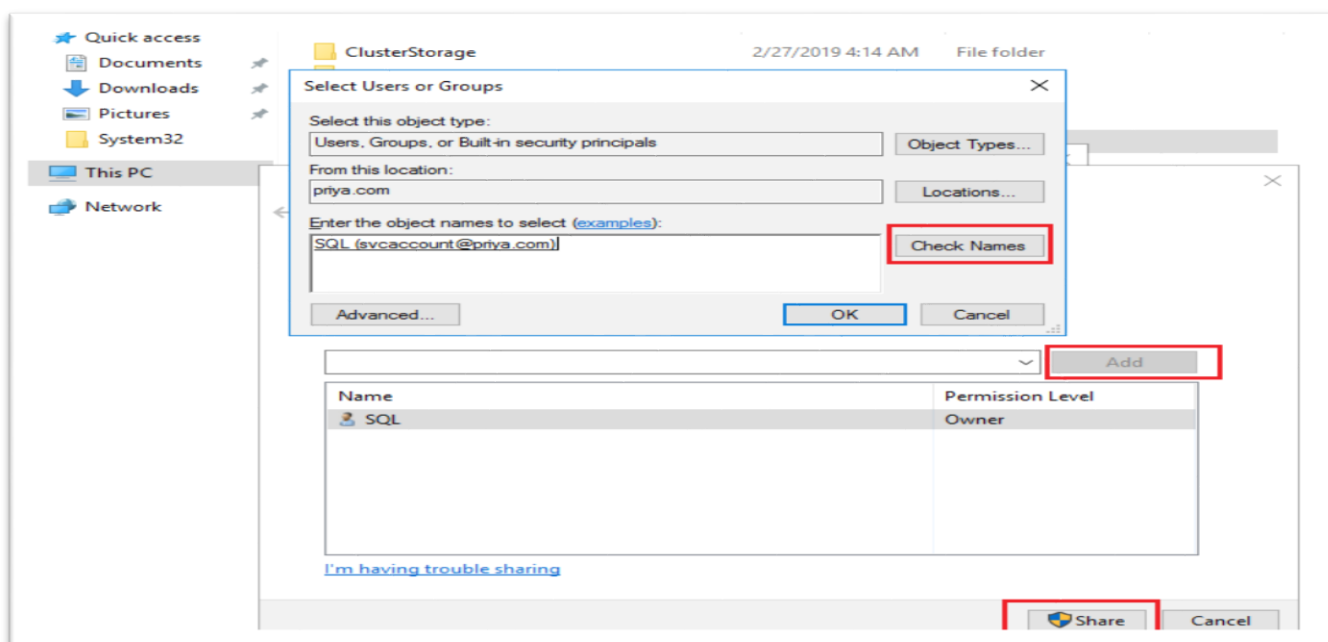 Quick access
Documents
Downloads
Pictures
System32
This PC
Network
ClusterStorage 2/27/2019 4:14 AM File folder
Select Users or Groups
Select this object type:
Users, Groups, or Built-in security principals Object Types...
From this location:
priya.com Locations...
Enter the object names to select (examples):
SQL (svcaccount@priya.com) Check Names
Advanced... OK Cancel
Add
Name Permission Level
SQL Owner
I'm having trouble sharing
Share Cancel